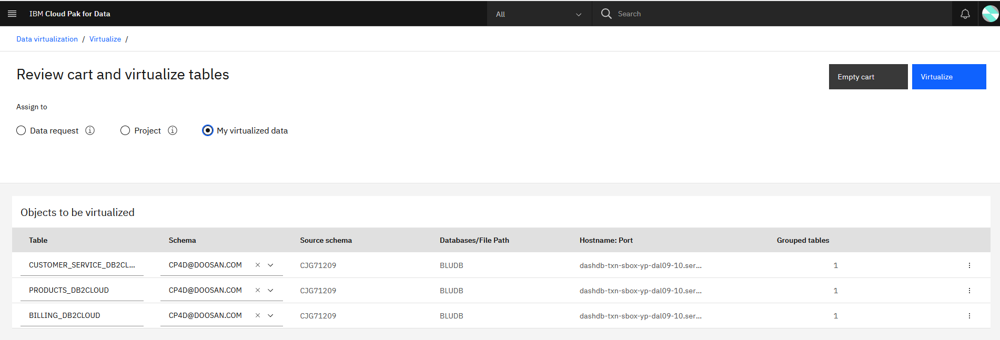 IBM Cloud Pak for Data All Search
Data virtualization / Virtualize /
Review cart and virtualize tables
Empty cart Virtualize
Assign to
Data request Project My virtualized data
Objects to be virtualized
Table Schema Source schema Databases/File Path Hostname: Port Grouped tables
CUSTOMER_SERVICE_DB2CL... CP4D@DOOSAN.COM CJG71209 BLUDB dashdb-txn-sbox-yp-dal09-10.ser... 1
PRODUCTS_DB2CLOUD CP4D@DOOSAN.COM CJG71209 BLUDB dashdb-txn-sbox-yp-dal09-10.ser... 1
BILLING_DB2CLOUD CP4D@DOOSAN.COM CJG71209 BLUDB dashdb-txn-sbox-yp-dal09-10.ser... 1